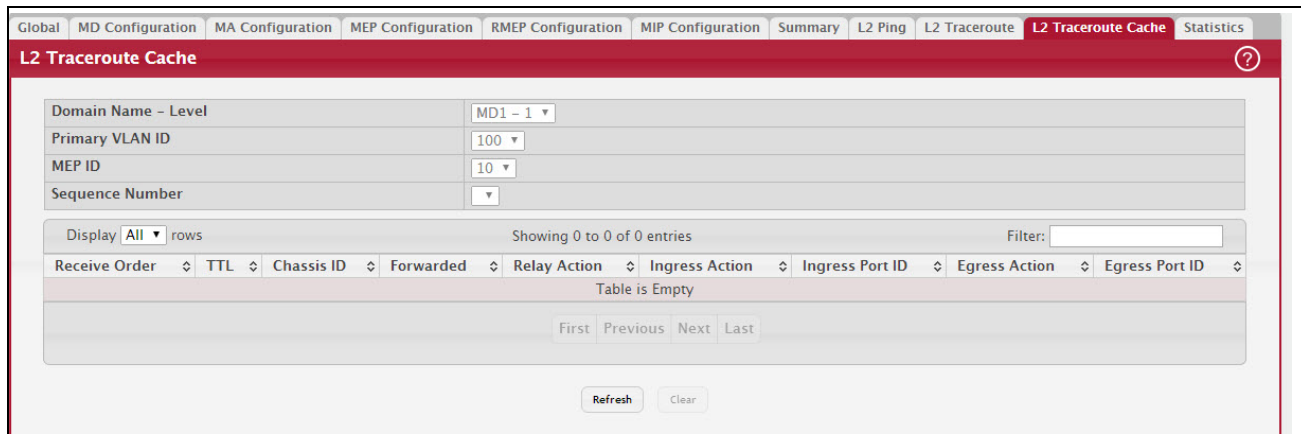 Global MD Configuration MA Configuration MEP Configuration RMEP Configuration MIP Configuration Summary L2 Ping L2 Traceroute L2 Traceroute Cache Statistics
L2 Traceroute Cache ?
Domain Name – Level MD1 – 1
Primary VLAN ID 100
MEP ID 10
Sequence Number
Display All rows Showing 0 to 0 of 0 entries Filter:
Receive Order TTL Chassis ID Forwarded Relay Action Ingress Action Ingress Port ID Egress Action Egress Port ID
Table is Empty
First Previous Next Last
Refresh Clear